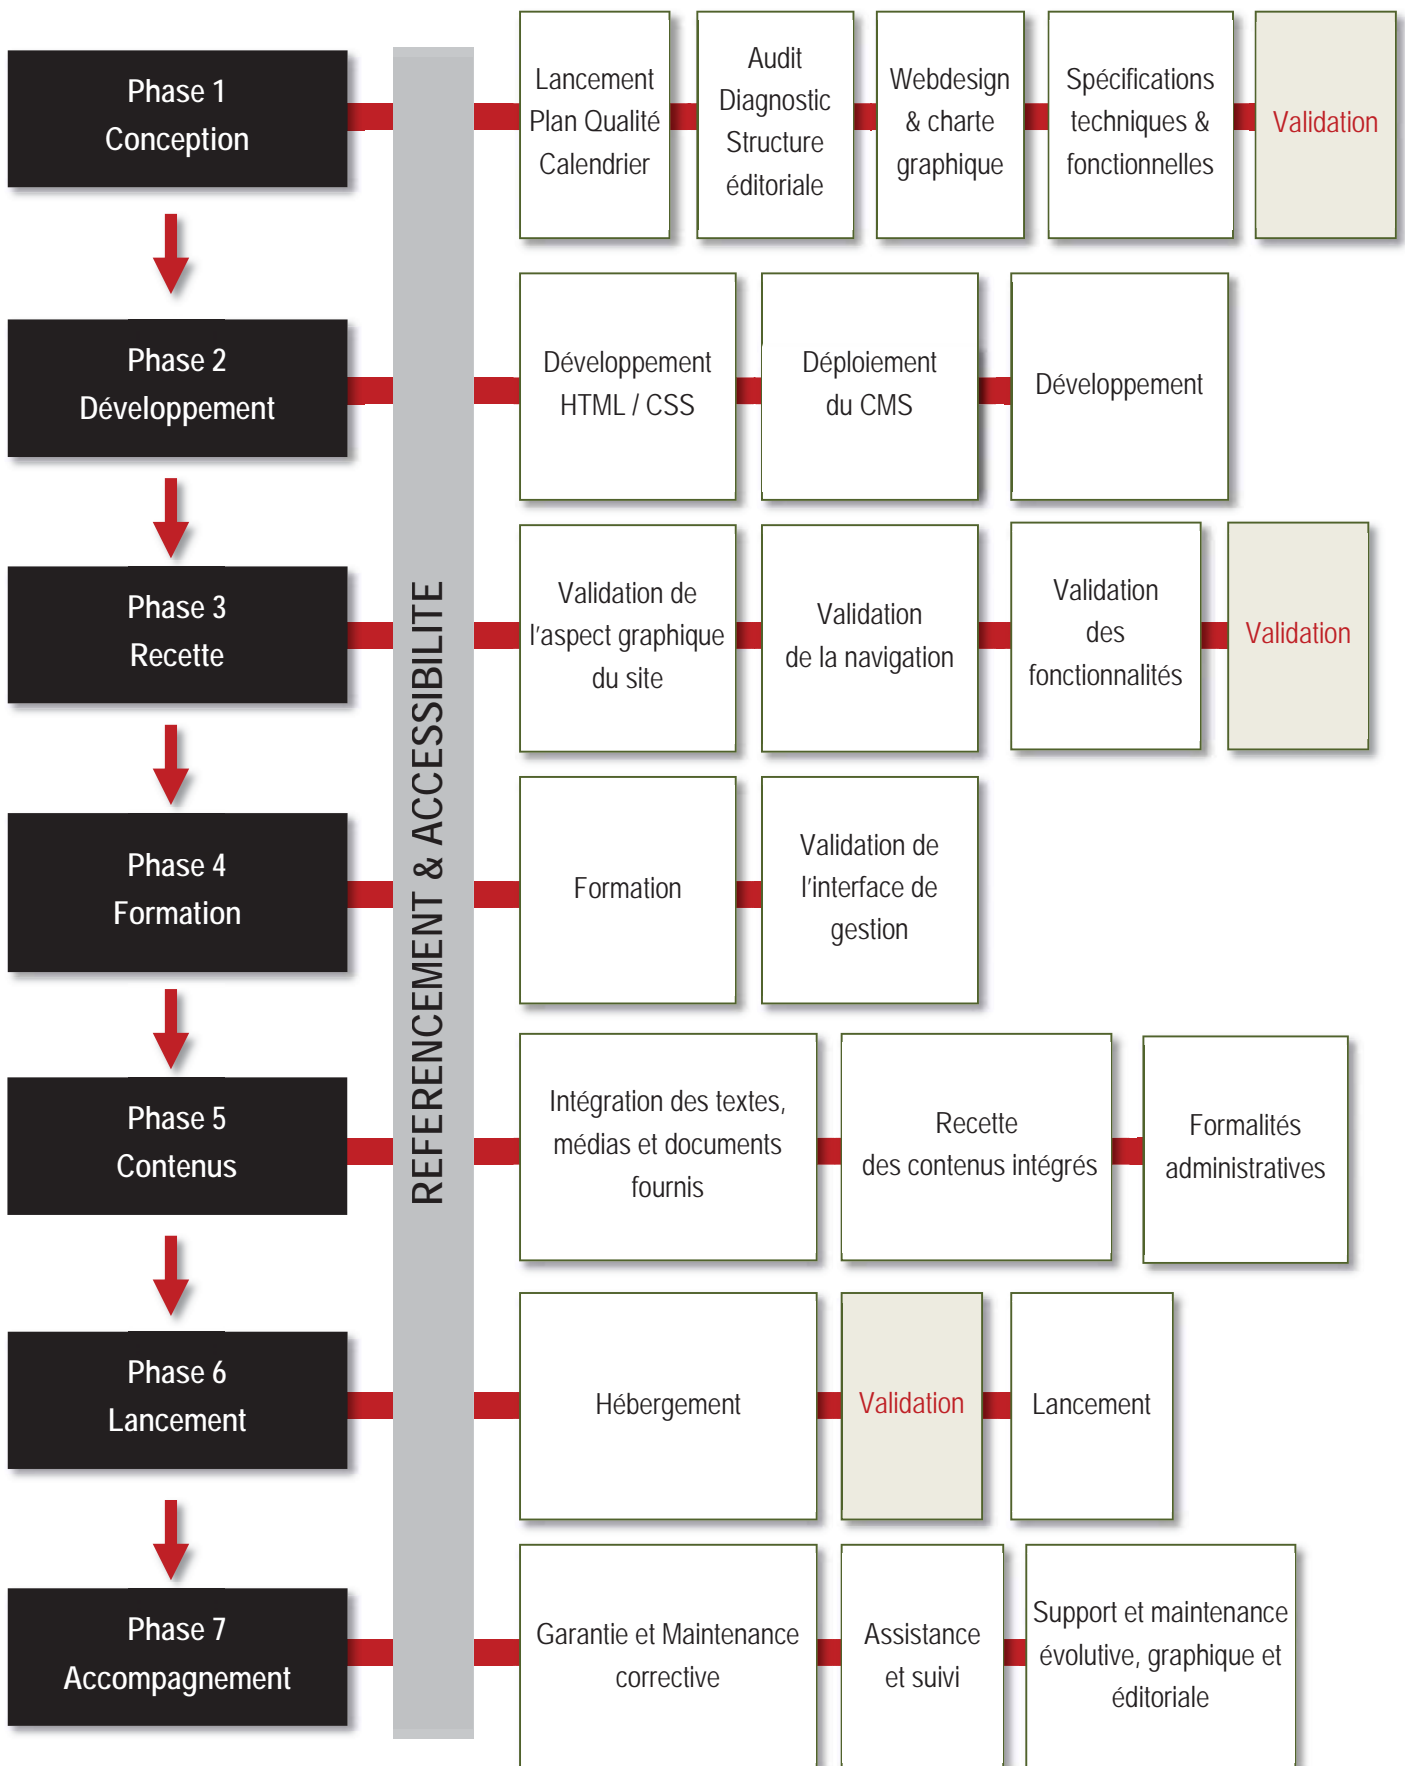 Phase 1
Conception
Lancement
Plan Qualité
Calendrier
Audit
Diagnostic
Structure
éditoriale
Webdesign
& charte
graphique
Spécifications
techniques &
fonctionnelles
Validation
REFERENCEMENT & ACCESSIBILITE
Phase 2
Développement
Développement
HTML / CSS
Déploiement
du CMS
Développement
Phase 3
Recette
Validation de
l'aspect graphique
du site
Validation
de la navigation
Validation
des
fonctionnalités
Validation
Phase 4
Formation
Formation
Validation de
l'interface de
gestion
Phase 5
Contenus
Intégration des textes,
médias et documents
fournis
Recette
des contenus intégrés
Formalités
administratives
Phase 6
Lancement
Hébergement
Validation
Lancement
Phase 7
Accompagnement
Garantie et Maintenance
corrective
Assistance
et suivi
Support et maintenance
évolutive, graphique et
éditoriale